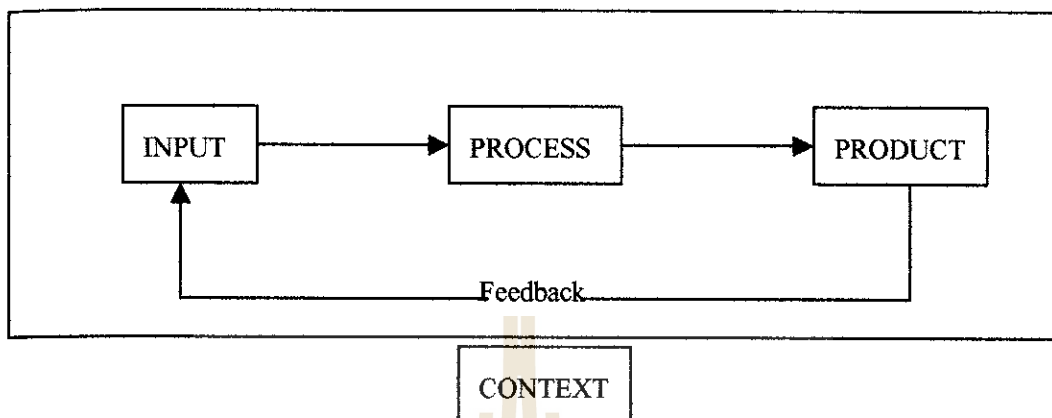 INPUT
PROCESS
PRODUCT
Feedback
CONTEXT